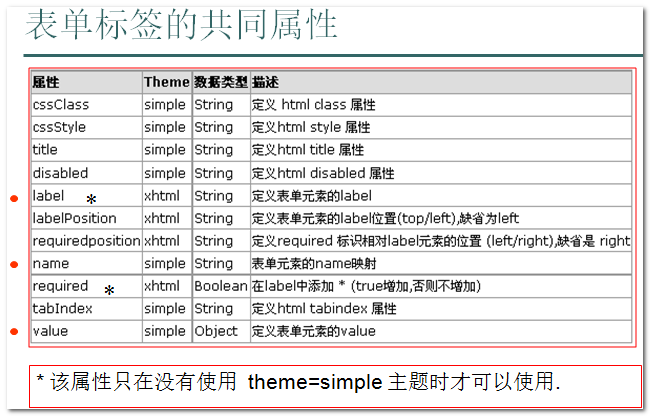 表单标签的共同属性
属性 Theme 数据类型 描述
cssClass simple String 定义 html class 属性
cssStyle simple String 定义html style 属性
title simple String 定义html title 属性
disabled simple String 定义html disabled 属性
label * xhtml String 定义表单元素的label
labelPosition xhtml String 定义表单元素的label位置(top/left),缺省为left
requiredposition xhtml String 定义required 标识相对label元素的位置 (left/right),缺省是 right
name simple String 表单元素的name映射
required * xhtml Boolean 在label中添加 * (true增加,否则不增加)
tabIndex simple String 定义html tabindex 属性
value simple Object 定义表单元素的value
* 该属性只在没有使用 theme=simple 主题时才可以使用.